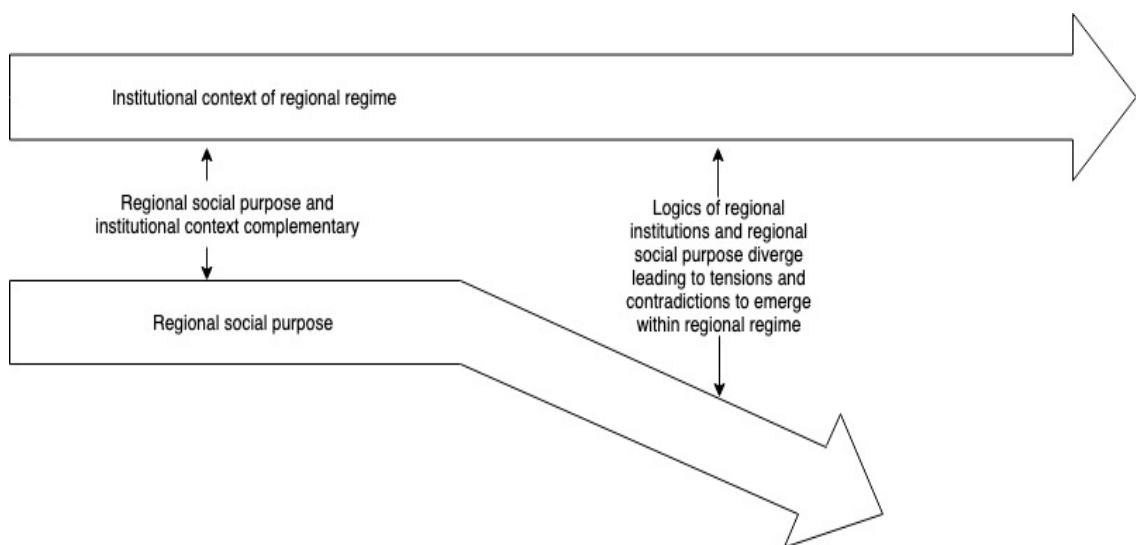 Institutional context of regional regime
Regional social purpose and
institutional context complementary
Logics of regional
institutions and regional
social purpose diverge
leading to tensions and
contradictions to emerge
within regional regime
Regional social purpose